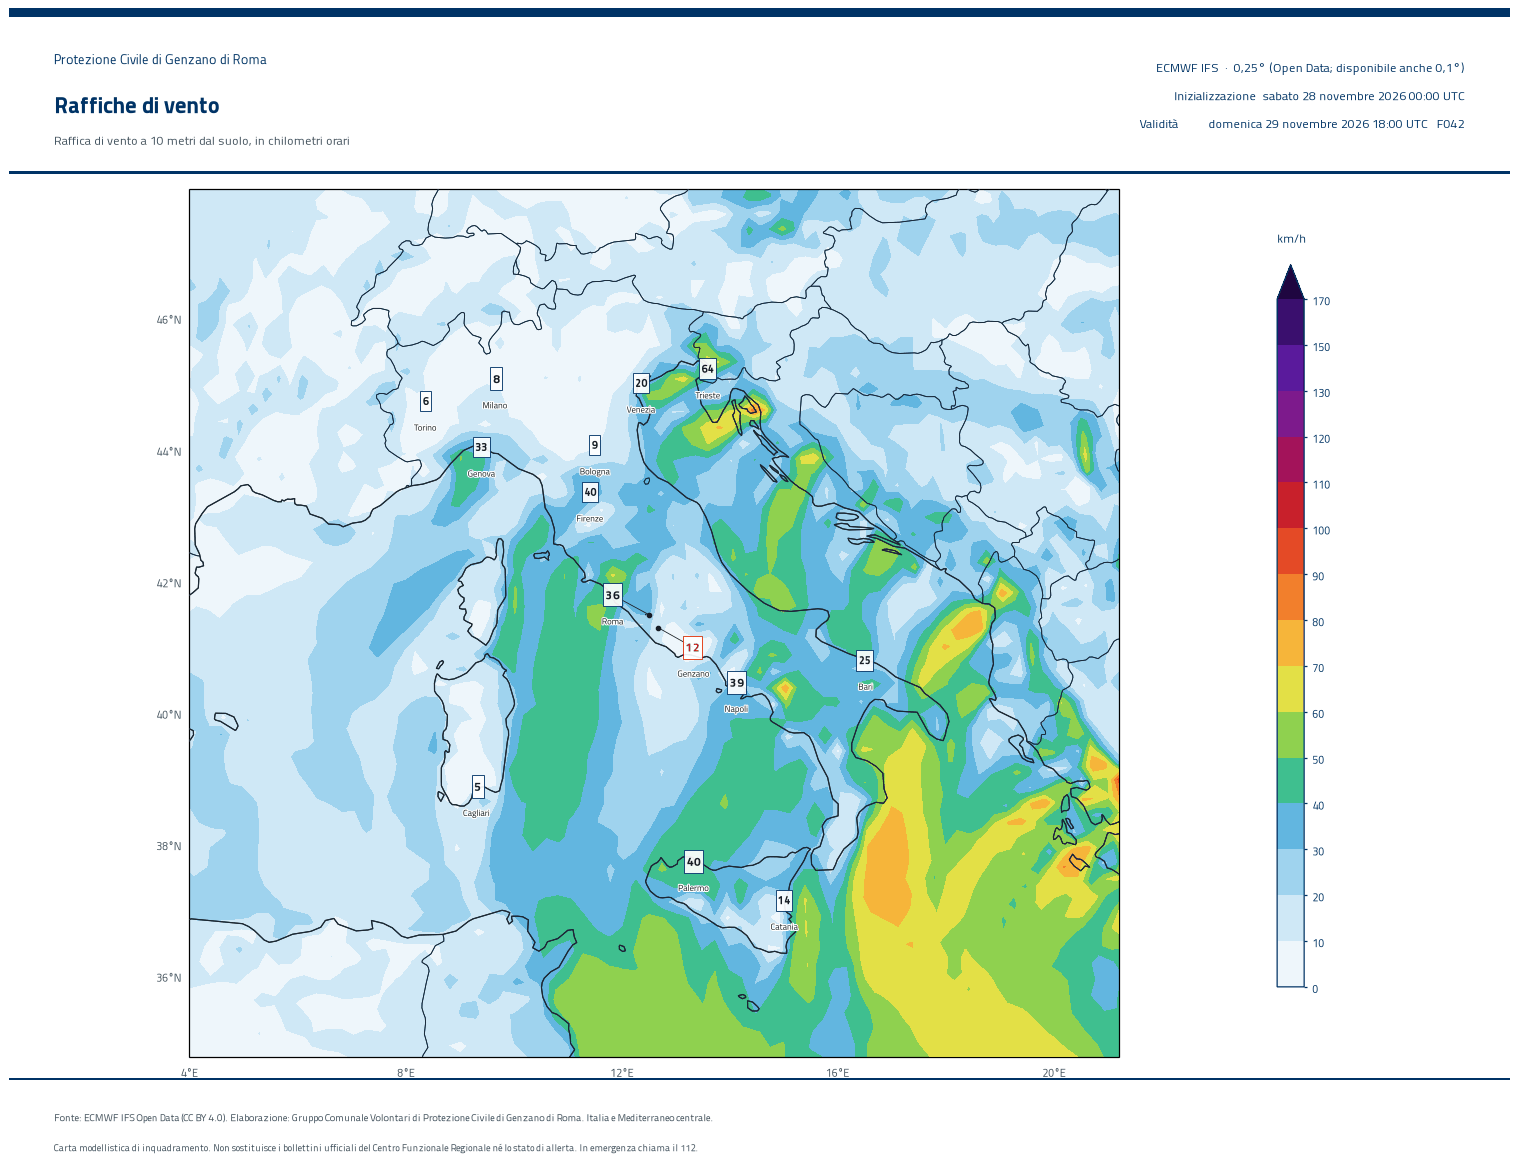 Protezione Civile di Genzano di Roma
Raffiche di vento
Raffica di vento a 10 metri dal suolo, in chilometri orari
ECMWF IFS · 0,25° (Open Data; disponibile anche 0,1°)
Inizializzazione sabato 28 novembre 2026 00:00 UTC
Validità domenica 29 novembre 2026 18:00 UTC F042
km/h
170
150
130
120
110
100
90
80
70
60
50
40
30
20
10
0
46°N
44°N
42°N
40°N
38°N
36°N
4°E
8°E
12°E
16°E
20°E
64
Trieste
20
Venezia
8
Milano
6
Torino
33
Genova
9
Bologna
40
Firenze
36
Roma
12
Genzano
39
Napoli
25
Bari
5
Cagliari
40
Palermo
14
Catania
Fonte: ECMWF IFS Open Data (CC BY 4.0). Elaborazione: Gruppo Comunale Volontari di Protezione Civile di Genzano di Roma. Italia e Mediterraneo centrale.
Carta modellistica di inquadramento. Non sostituisce i bollettini ufficiali del Centro Funzionale Regionale né lo stato di allerta. In emergenza chiama il 112.